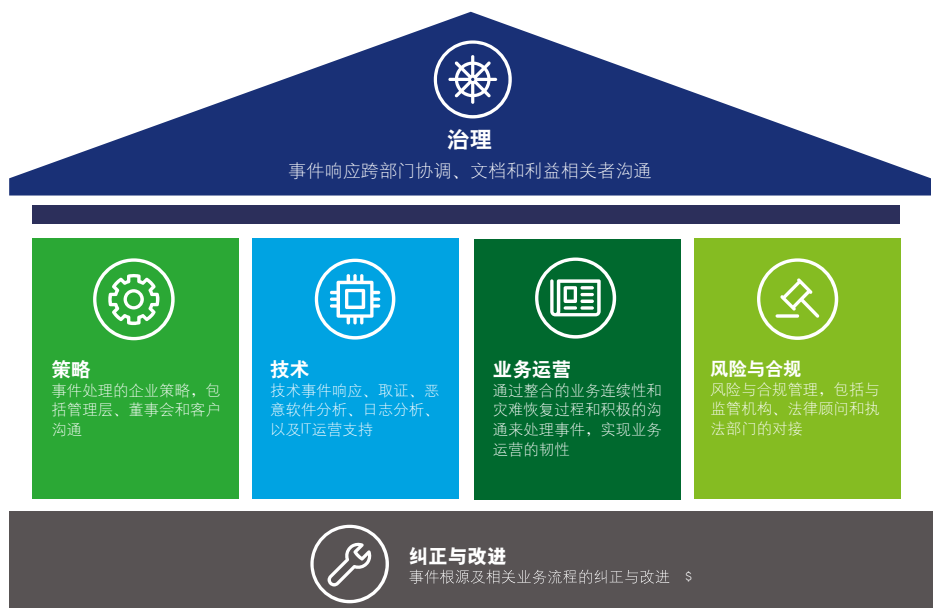 治理
事件响应跨部门协调、文档和利益相关者沟通
策略
事件处理的企业策略，包
括管理层、董事会和客户
沟通
技术
技术事件响应、取证、恶
意软件分析、日志分析、
以及IT运营支持
业务运营
通过整合的业务连续性和
灾难恢复过程和积极的沟
通来处理事件，实现业务
运营的韧性
风险与合规
风险与合规管理，包括与
监管机构、法律顾问和执
法部门的对接
纠正与改进
事件根源及相关业务流程的纠正与改进 $